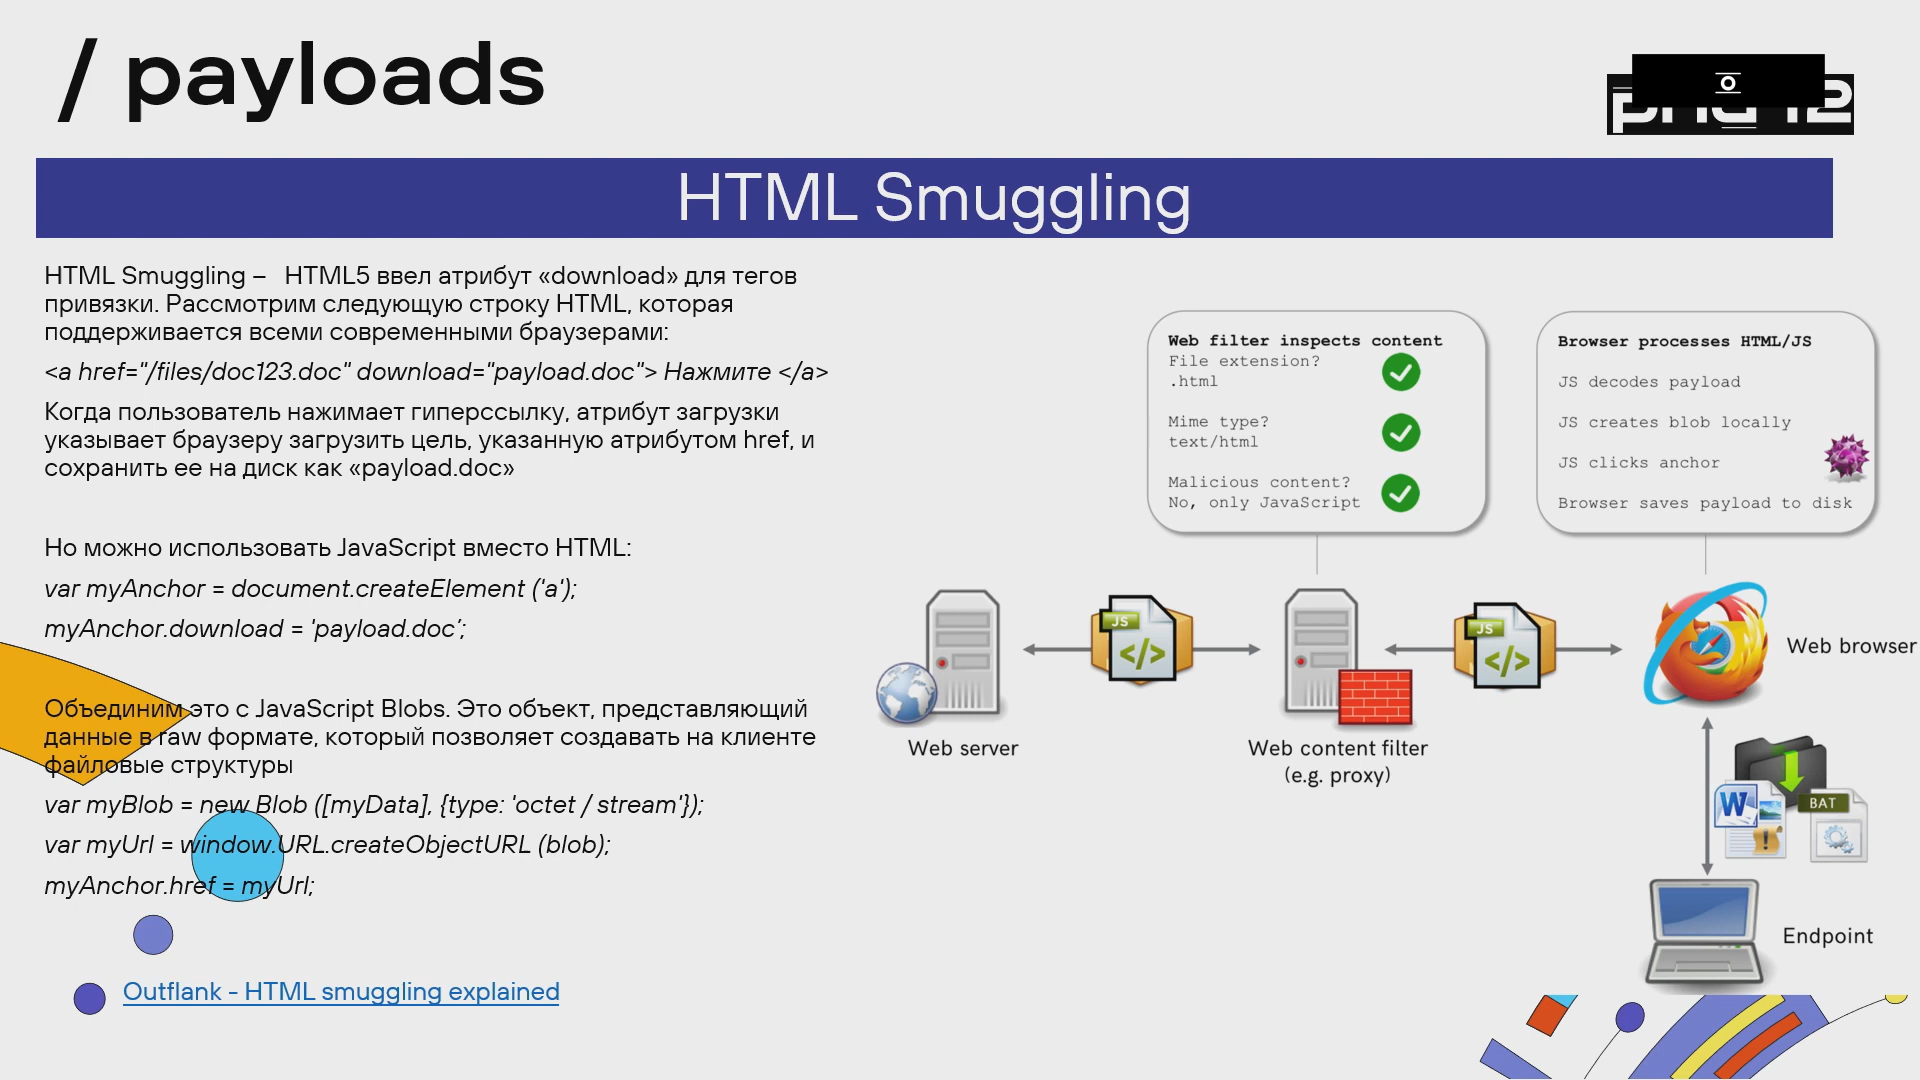 / payloads
HTML Smuggling
HTML Smuggling –   HTML5 ввел атрибут «download» для тегов
привязки. Рассмотрим следующую строку HTML, которая
поддерживается всеми современными браузерами:
<a href="/files/doc123.doc" download="payload.doc"> Нажмите </a>
Когда пользователь нажимает гиперссылку, атрибут загрузки
указывает браузеру загрузить цель, указанную атрибутом href, и
сохранить ее на диск как «payload.doc»
Но можно использовать JavaScript вместо HTML:
var myAnchor = document.createElement ('a');
myAnchor.download = 'payload.doc';
Объединим это с JavaScript Blobs. Это объект, представляющий
данные в raw формате, который позволяет создавать на клиенте
файловые структуры
var myBlob = new Blob ([myData], {type: 'octet / stream'});
var myUrl = window.URL.createObjectURL (blob);
myAnchor.href = myUrl;
Outflank - HTML smuggling explained
Web filter inspects content
File extension?
.html
Mime type?
text/html
Malicious content?
No, only JavaScript
Browser processes HTML/JS
JS decodes payload
JS creates blob locally
JS clicks anchor
Browser saves payload to disk
JS
</>
JS
</>
Web browser
Web server
Web content filter
(e.g. proxy)
W
BAT
Endpoint